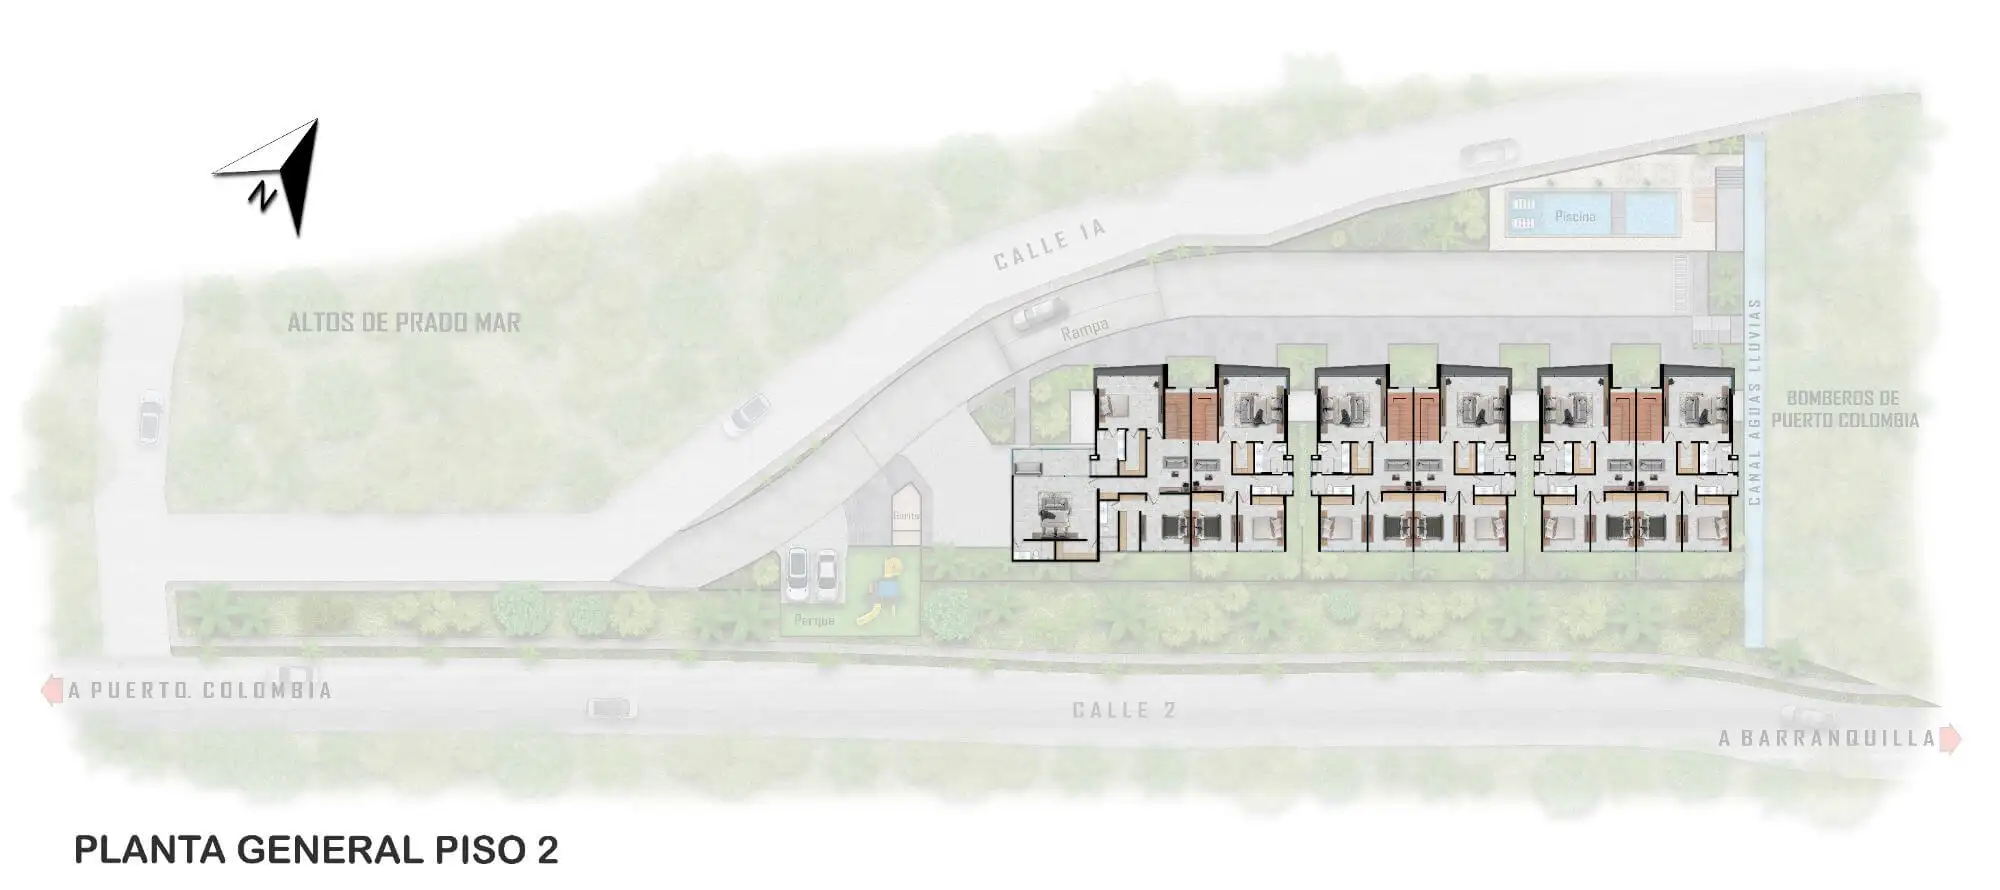 N
CALLE 1A
Piscina
ALTOS DE PRADO MAR
Rampa
CANAL AGUAS LLUVIAS
BOMBEROS DE
PUERTO COLOMBIA
Garita
Parque
A PUERTO. COLOMBIA
CALLE 2
A BARRANQUILLA
PLANTA GENERAL PISO 2